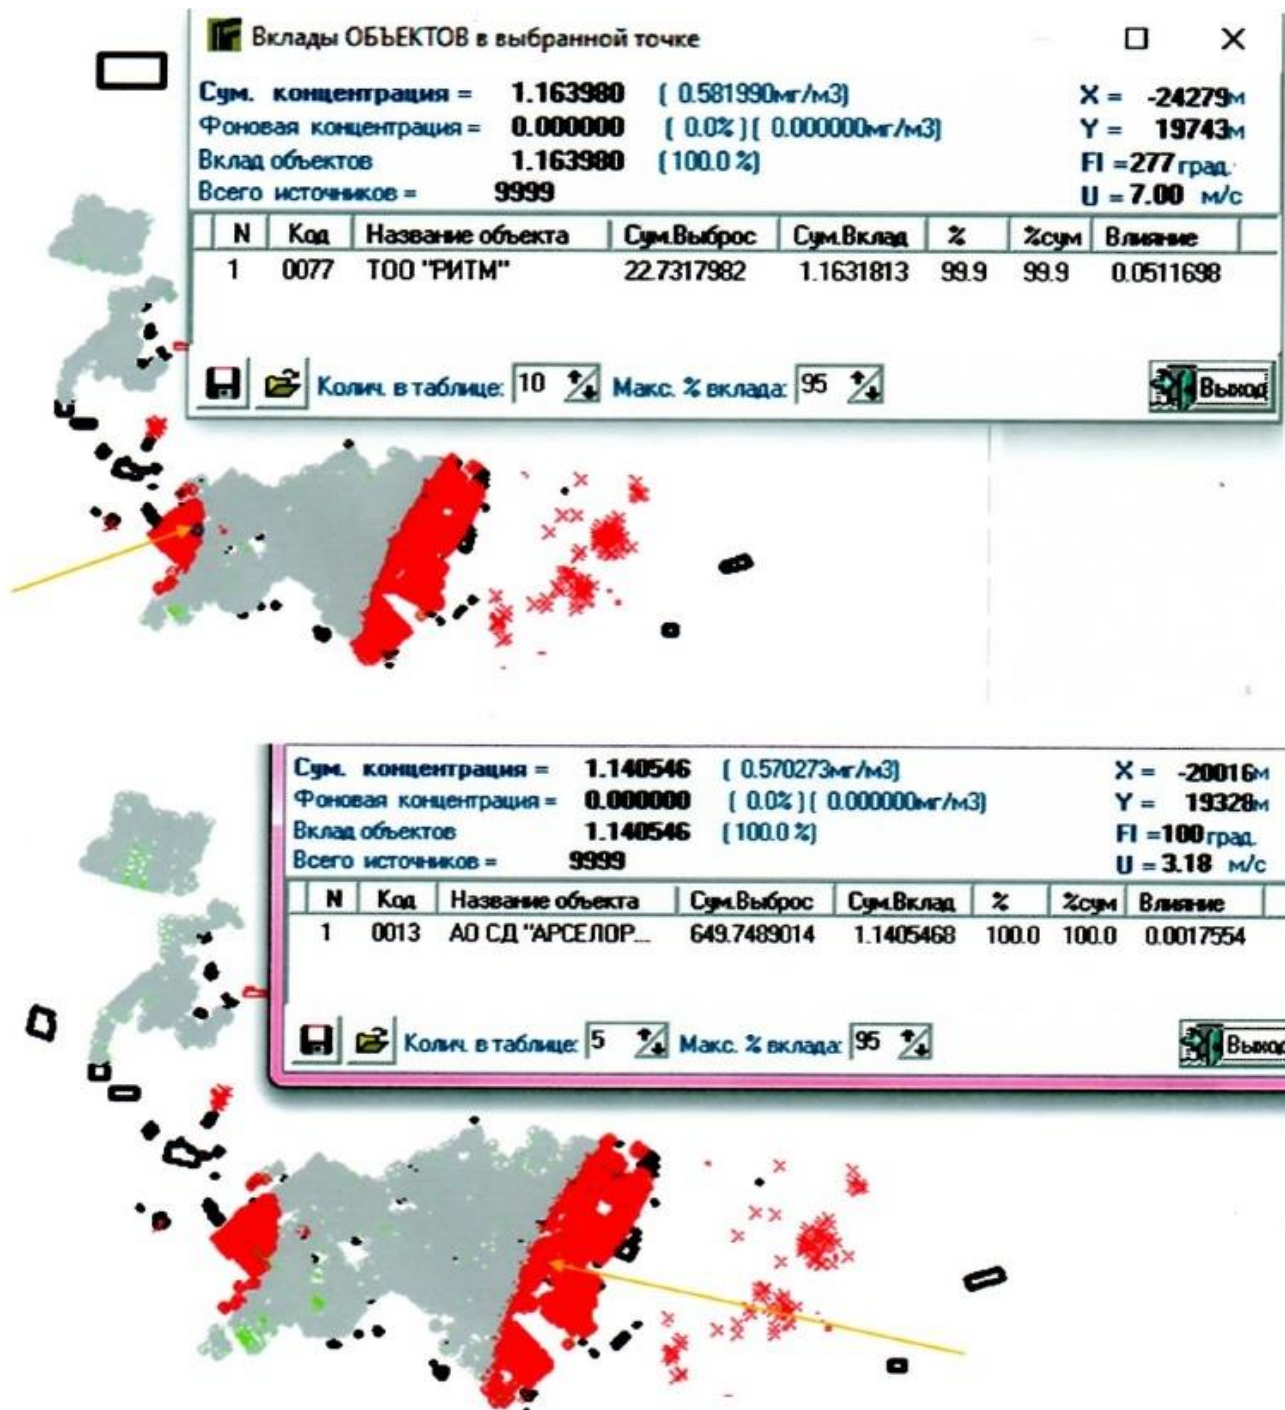 Вклады ОБЪЕКТОВ в выбранной точке
Сум. концентрация = 1.163980 ( 0.581990мг/м3) X = -24279м
Фоновая концентрация = 0.000000 ( 0.0% )( 0.000000мг/м3) Y = 19743м
Вклад объектов 1.163980 (100.0 %) FI =277 град.
Всего источников = 9999 U = 7.00 м/с
N Код Название объекта Сум.Выброс Сум.Вклад % %сум Влияние
1 0077 ТОО "РИТМ" 22.7317982 1.1631813 99.9 99.9 0.0511698
Колич. в таблице: 10 Макс. % вклада: 95 Выход
Сум. концентрация = 1.140546 ( 0.570273мг/м3) X = -20016м
Фоновая концентрация = 0.000000 ( 0.0% )( 0.000000мг/м3) Y = 19328м
Вклад объектов 1.140546 (100.0 %) FI =100 град.
Всего источников = 9999 U = 3.18 м/с
N Код Название объекта Сум.Выброс Сум.Вклад % %сум Влияние
1 0013 АО СД "АРСЕЛОР... 649.7489014 1.1405468 100.0 100.0 0.0017554
Колич. в таблице: 5 Макс. % вклада: 95 Выход